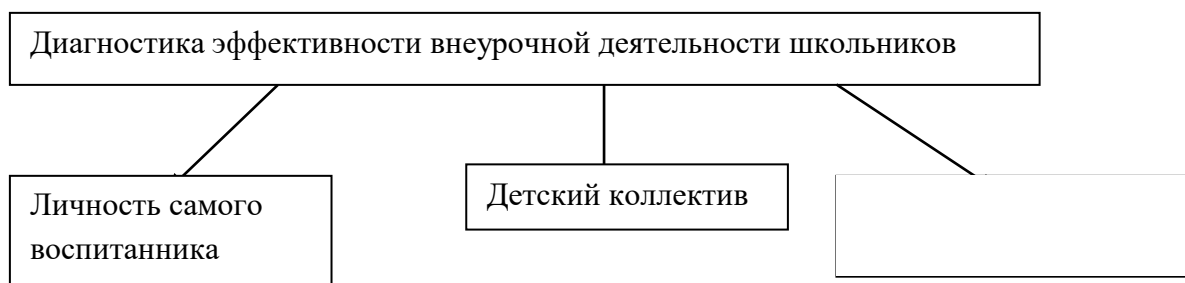 Диагностика эффективности внеурочной деятельности школьников
Личность самого
воспитанника
Детский коллектив